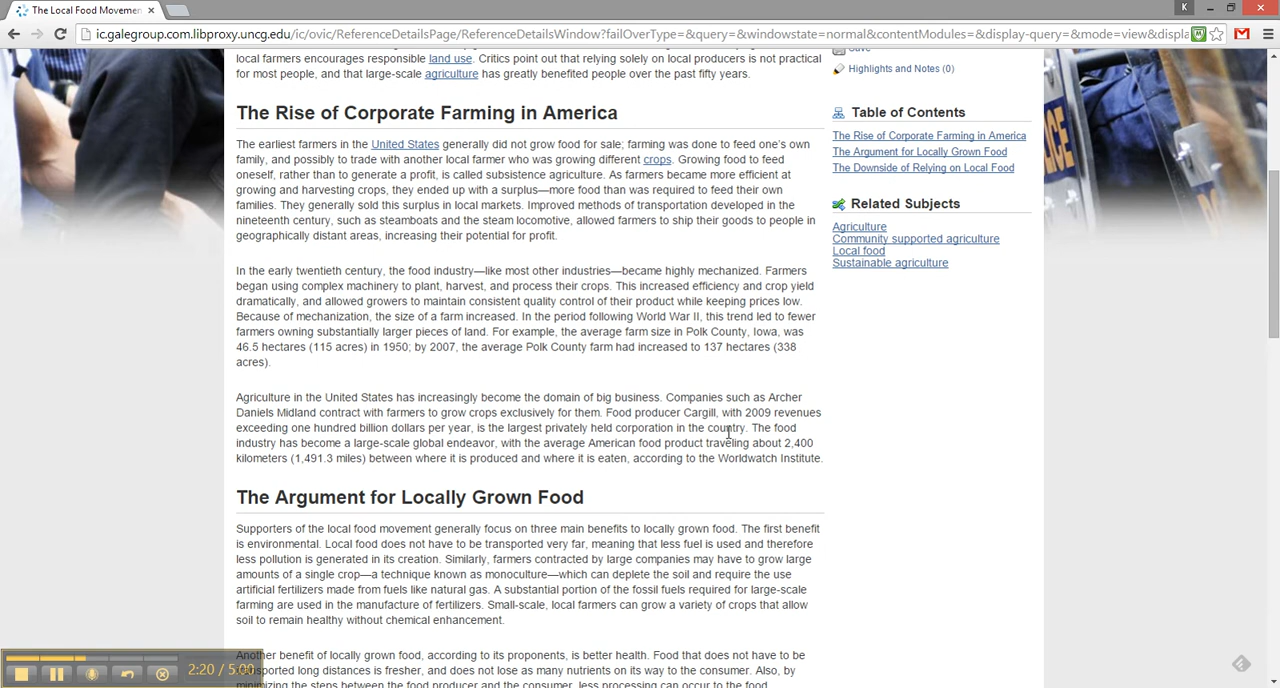 The Local Food Movemen
K
ic.galegroup.com.libproxy.uncg.edu/ic/ovic/ReferenceDetailsPage/ReferenceDetailsWindow?failOverType=&query=&windowstate=normal&contentModules=&display-query=&mode=view&displa
local farmers encourages responsible land use. Critics point out that relying solely on local producers is not practical
for most people, and that large-scale agriculture has greatly benefited people over the past fifty years.
Save
Highlights and Notes (0)
The Rise of Corporate Farming in America
The earliest farmers in the United States generally did not grow food for sale; farming was done to feed one's own
family, and possibly to trade with another local farmer who was growing different crops. Growing food to feed
oneself, rather than to generate a profit, is called subsistence agriculture. As farmers became more efficient at
growing and harvesting crops, they ended up with a surplus—more food than was required to feed their own
families. They generally sold this surplus in local markets. Improved methods of transportation developed in the
nineteenth century, such as steamboats and the steam locomotive, allowed farmers to ship their goods to people in
geographically distant areas, increasing their potential for profit.
In the early twentieth century, the food industry—like most other industries—became highly mechanized. Farmers
began using complex machinery to plant, harvest, and process their crops. This increased efficiency and crop yield
dramatically, and allowed growers to maintain consistent quality control of their product while keeping prices low.
Because of mechanization, the size of a farm increased. In the period following World War II, this trend led to fewer
farmers owning substantially larger pieces of land. For example, the average farm size in Polk County, Iowa, was
46.5 hectares (115 acres) in 1950; by 2007, the average Polk County farm had increased to 137 hectares (338
acres).
Agriculture in the United States has increasingly become the domain of big business. Companies such as Archer
Daniels Midland contract with farmers to grow crops exclusively for them. Food producer Cargill, with 2009 revenues
exceeding one hundred billion dollars per year, is the largest privately held corporation in the country. The food
industry has become a large-scale global endeavor, with the average American food product traveling about 2,400
kilometers (1,491.3 miles) between where it is produced and where it is eaten, according to the Worldwatch Institute.
The Argument for Locally Grown Food
Supporters of the local food movement generally focus on three main benefits to locally grown food. The first benefit
is environmental. Local food does not have to be transported very far, meaning that less fuel is used and therefore
less pollution is generated in its creation. Similarly, farmers contracted by large companies may have to grow large
amounts of a single crop—a technique known as monoculture—which can deplete the soil and require the use
artificial fertilizers made from fuels like natural gas. A substantial portion of the fossil fuels required for large-scale
farming are used in the manufacture of fertilizers. Small-scale, local farmers can grow a variety of crops that allow
soil to remain healthy without chemical enhancement.
Another benefit of locally grown food, according to its proponents, is better health. Food that does not have to be
transported long distances is fresher, and does not lose as many nutrients on its way to the consumer. Also, by
minimizing the steps between the food producer and the consumer, less processing can occur to the food.
Table of Contents
The Rise of Corporate Farming in America
The Argument for Locally Grown Food
The Downside of Relying on Local Food
Related Subjects
Agriculture
Community supported agriculture
Local food
Sustainable agriculture
POLICE
2:20 / 5:00